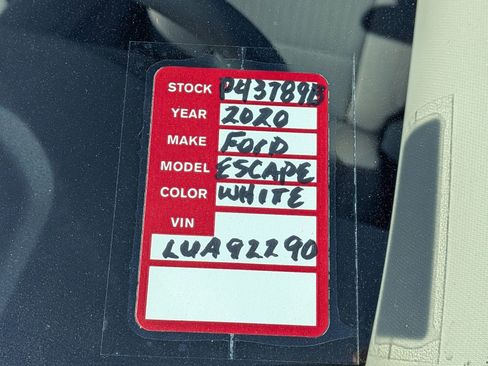 STOCK P43789B
YEAR 2020
MAKE FORD
MODEL ESCAPE
COLOR WHITE
VIN
LUA92290